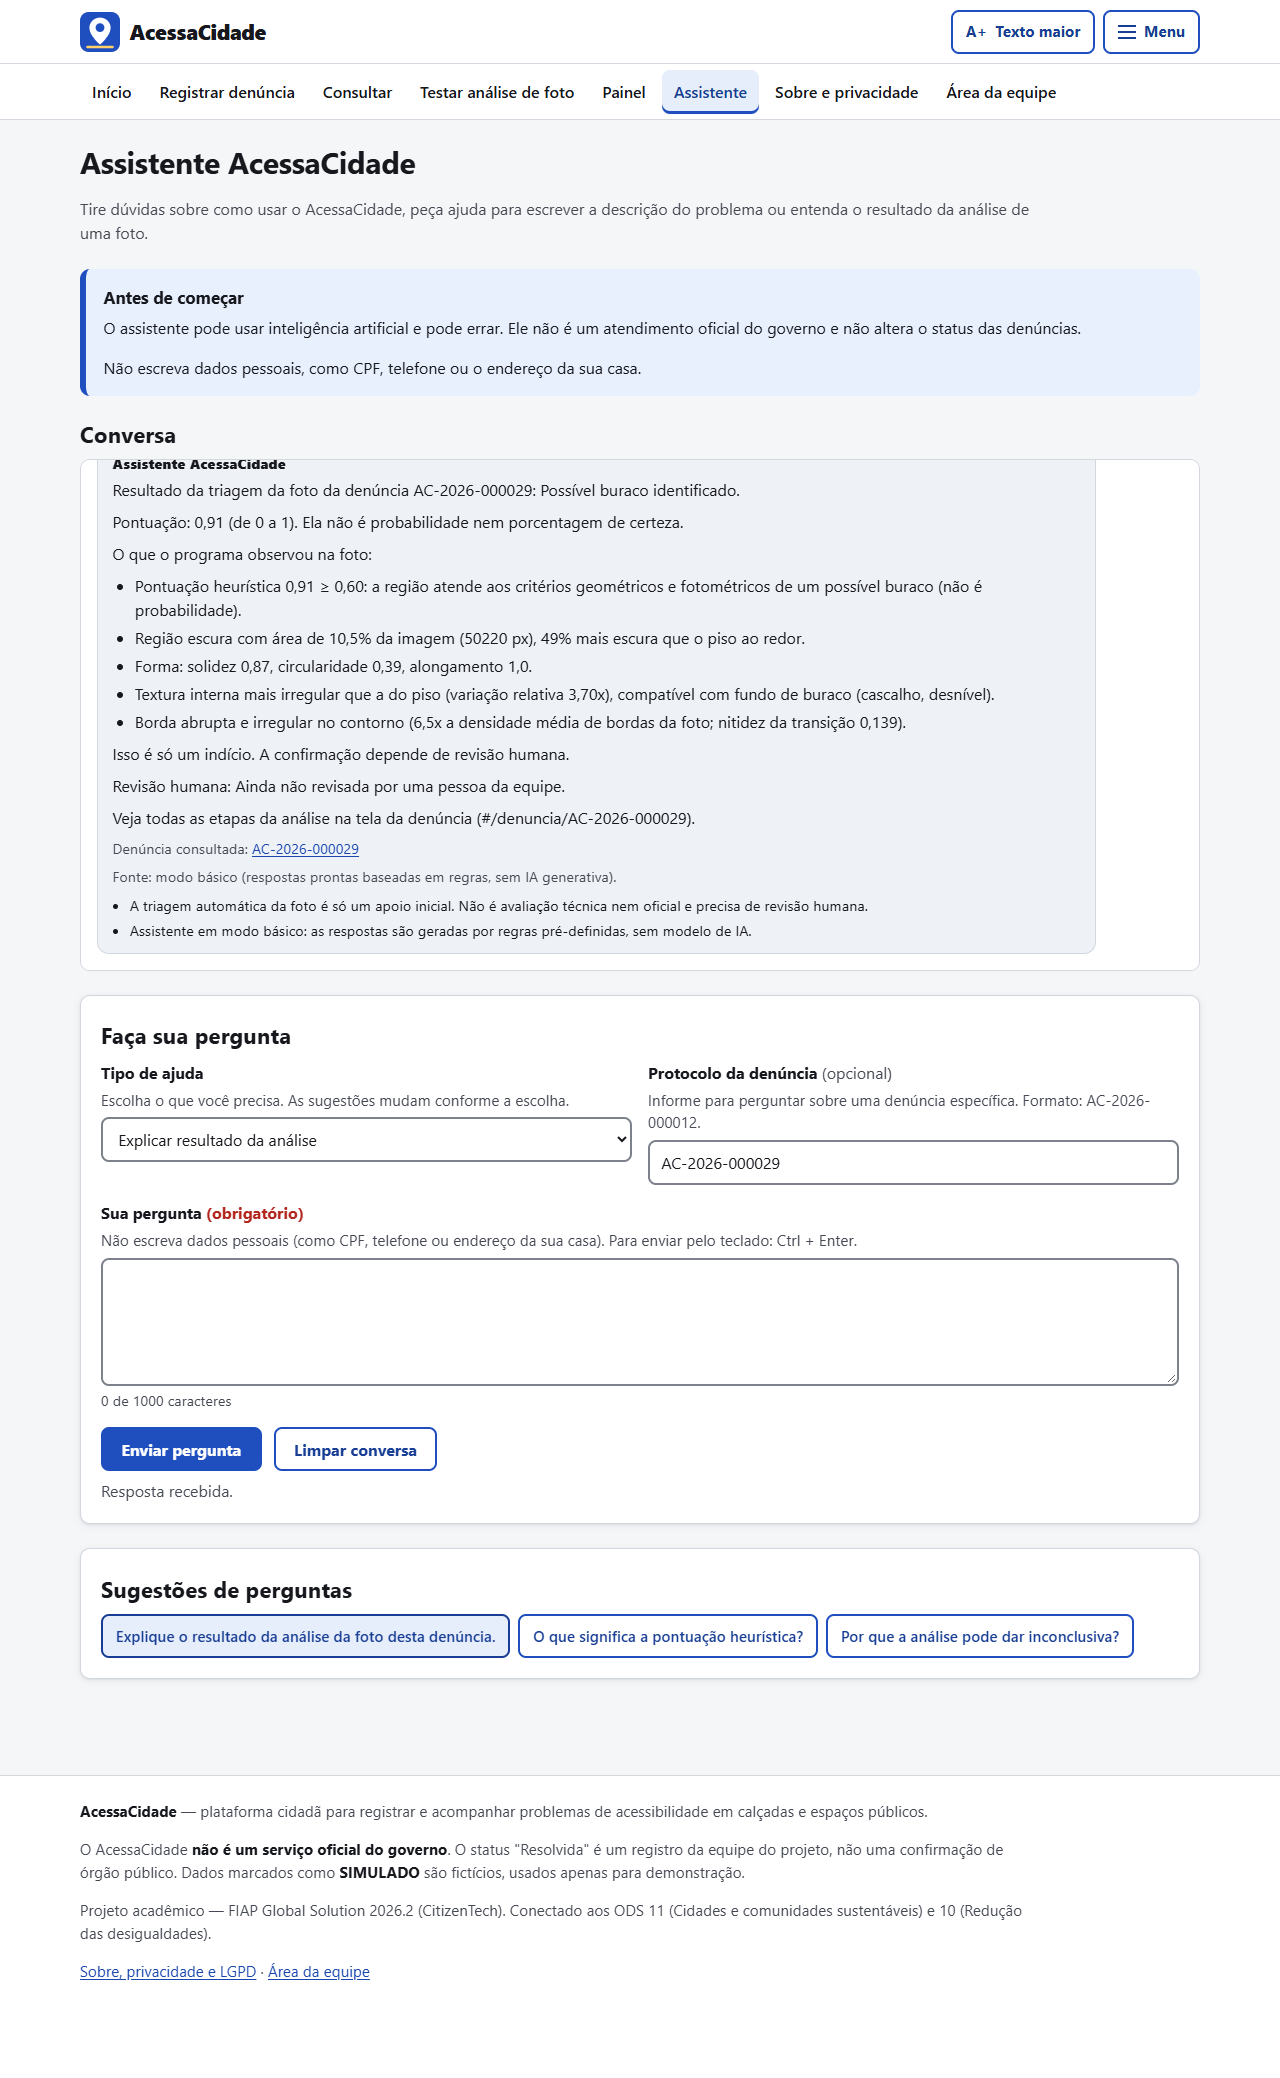 AcessaCidade
A+ Texto maior
Menu
Início
Registrar denúncia
Consultar
Testar análise de foto
Painel
Assistente
Sobre e privacidade
Área da equipe
Assistente AcessaCidade
Tire dúvidas sobre como usar o AcessaCidade, peça ajuda para escrever a descrição do problema ou entenda o resultado da análise de
uma foto.
Antes de começar
O assistente pode usar inteligência artificial e pode errar. Ele não é um atendimento oficial do governo e não altera o status das denúncias.
Não escreva dados pessoais, como CPF, telefone ou o endereço da sua casa.
Conversa
Assistente AcessaCidade
Resultado da triagem da foto da denúncia AC-2026-000029: Possível buraco identificado.
Pontuação: 0,91 (de 0 a 1). Ela não é probabilidade nem porcentagem de certeza.
O que o programa observou na foto:
• Pontuação heurística 0,91 ≥ 0,60: a região atende aos critérios geométricos e fotométricos de um possível buraco (não é
probabilidade).
• Região escura com área de 10,5% da imagem (50220 px), 49% mais escura que o piso ao redor.
• Forma: solidez 0,87, circularidade 0,39, alongamento 1,0.
• Textura interna mais irregular que a do piso (variação relativa 3,70x), compatível com fundo de buraco (cascalho, desnível).
• Borda abrupta e irregular no contorno (6,5x a densidade média de bordas da foto; nitidez da transição 0,139).
Isso é só um indício. A confirmação depende de revisão humana.
Revisão humana: Ainda não revisada por uma pessoa da equipe.
Veja todas as etapas da análise na tela da denúncia (#/denuncia/AC-2026-000029).
Denúncia consultada: AC-2026-000029
Fonte: modo básico (respostas prontas baseadas em regras, sem IA generativa).
• A triagem automática da foto é só um apoio inicial. Não é avaliação técnica nem oficial e precisa de revisão humana.
• Assistente em modo básico: as respostas são geradas por regras pré-definidas, sem modelo de IA.
Faça sua pergunta
Tipo de ajuda
Escolha o que você precisa. As sugestões mudam conforme a escolha.
Explicar resultado da análise
Protocolo da denúncia (opcional)
Informe para perguntar sobre uma denúncia específica. Formato: AC-2026-
000012.
AC-2026-000029
Sua pergunta (obrigatório)
Não escreva dados pessoais (como CPF, telefone ou endereço da sua casa). Para enviar pelo teclado: Ctrl + Enter.
0 de 1000 caracteres
Enviar pergunta
Limpar conversa
Resposta recebida.
Sugestões de perguntas
Explique o resultado da análise da foto desta denúncia.
O que significa a pontuação heurística?
Por que a análise pode dar inconclusiva?
AcessaCidade — plataforma cidadã para registrar e acompanhar problemas de acessibilidade em calçadas e espaços públicos.
O AcessaCidade não é um serviço oficial do governo. O status "Resolvida" é um registro da equipe do projeto, não uma confirmação de
órgão público. Dados marcados como SIMULADO são fictícios, usados apenas para demonstração.
Projeto acadêmico — FIAP Global Solution 2026.2 (CitizenTech). Conectado aos ODS 11 (Cidades e comunidades sustentáveis) e 10 (Redução
das desigualdades).
Sobre, privacidade e LGPD · Área da equipe